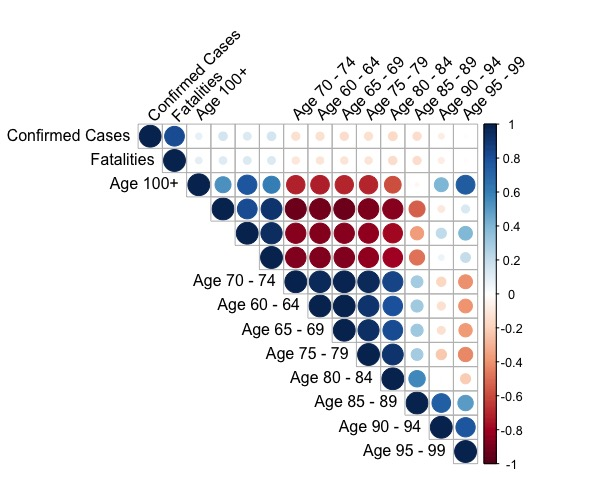 Confirmed Cases
Fatalities
Age 100+
Age 70 - 74
Age 60 - 64
Age 65 - 69
Age 75 - 79
Age 80 - 84
Age 85 - 89
Age 90 - 94
Age 95 - 99
Confirmed Cases
Fatalities
Age 100+
Age 70 - 74
Age 60 - 64
Age 65 - 69
Age 75 - 79
Age 80 - 84
Age 85 - 89
Age 90 - 94
Age 95 - 99
1
0.8
0.6
0.4
0.2
0
-0.2
-0.4
-0.6
-0.8
-1